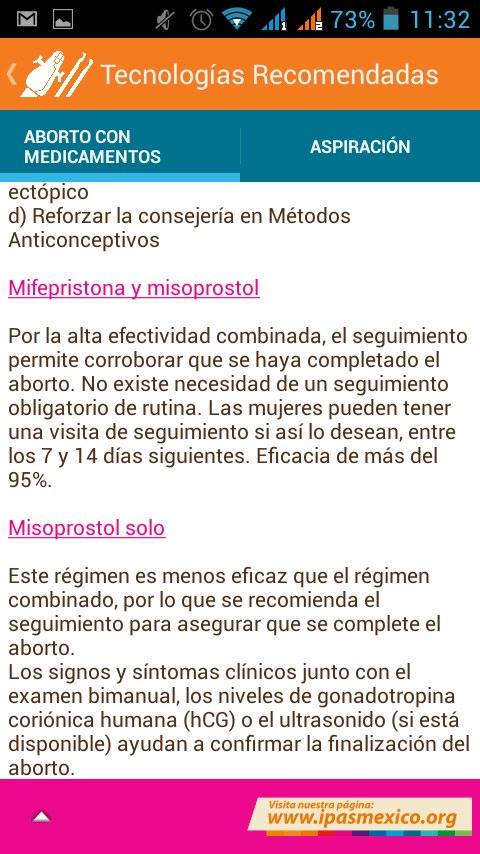 73% 11:32
Tecnologías Recomendadas
ABORTO CON
MEDICAMENTOS
ASPIRACIÓN
ectópico
d) Reforzar la consejería en Métodos
Anticonceptivos
Mifepristona y misoprostol
Por la alta efectividad combinada, el seguimiento
permite corroborar que se haya completado el
aborto. No existe necesidad de un seguimiento
obligatorio de rutina. Las mujeres pueden tener
una visita de seguimiento si así lo desean, entre
los 7 y 14 días siguientes. Eficacia de más del
95%.
Misoprostol solo
Este régimen es menos eficaz que el régimen
combinado, por lo que se recomienda el
seguimiento para asegurar que se complete el
aborto.
Los signos y síntomas clínicos junto con el
examen bimanual, los niveles de gonadotropina
coriónica humana (hCG) o el ultrasonido (si está
disponible) ayudan a confirmar la finalización del
aborto.
Visita nuestra página:
www.ipasmexico.org